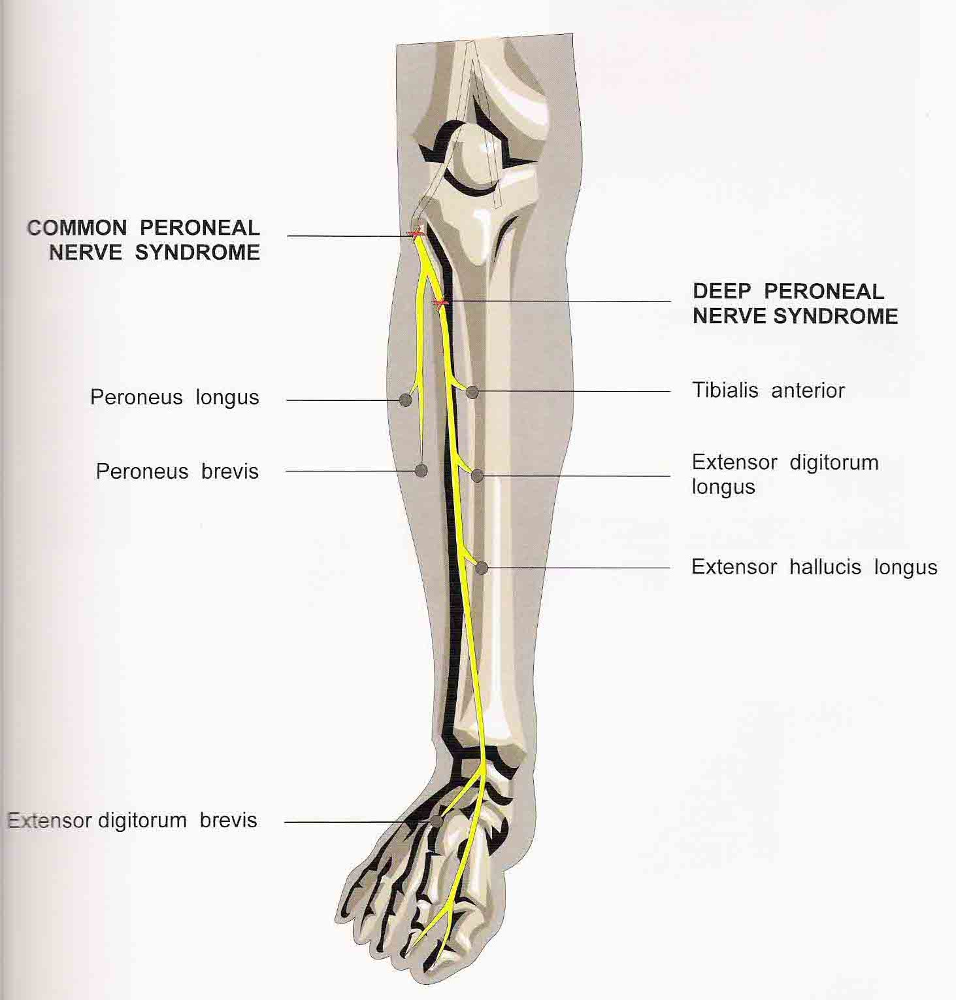 COMMON PERONEAL
NERVE SYNDROME
DEEP PERONEAL
NERVE SYNDROME
Peroneus longus
Tibialis anterior
Peroneus brevis
Extensor digitorum
longus
Extensor hallucis longus
Extensor digitorum brevis